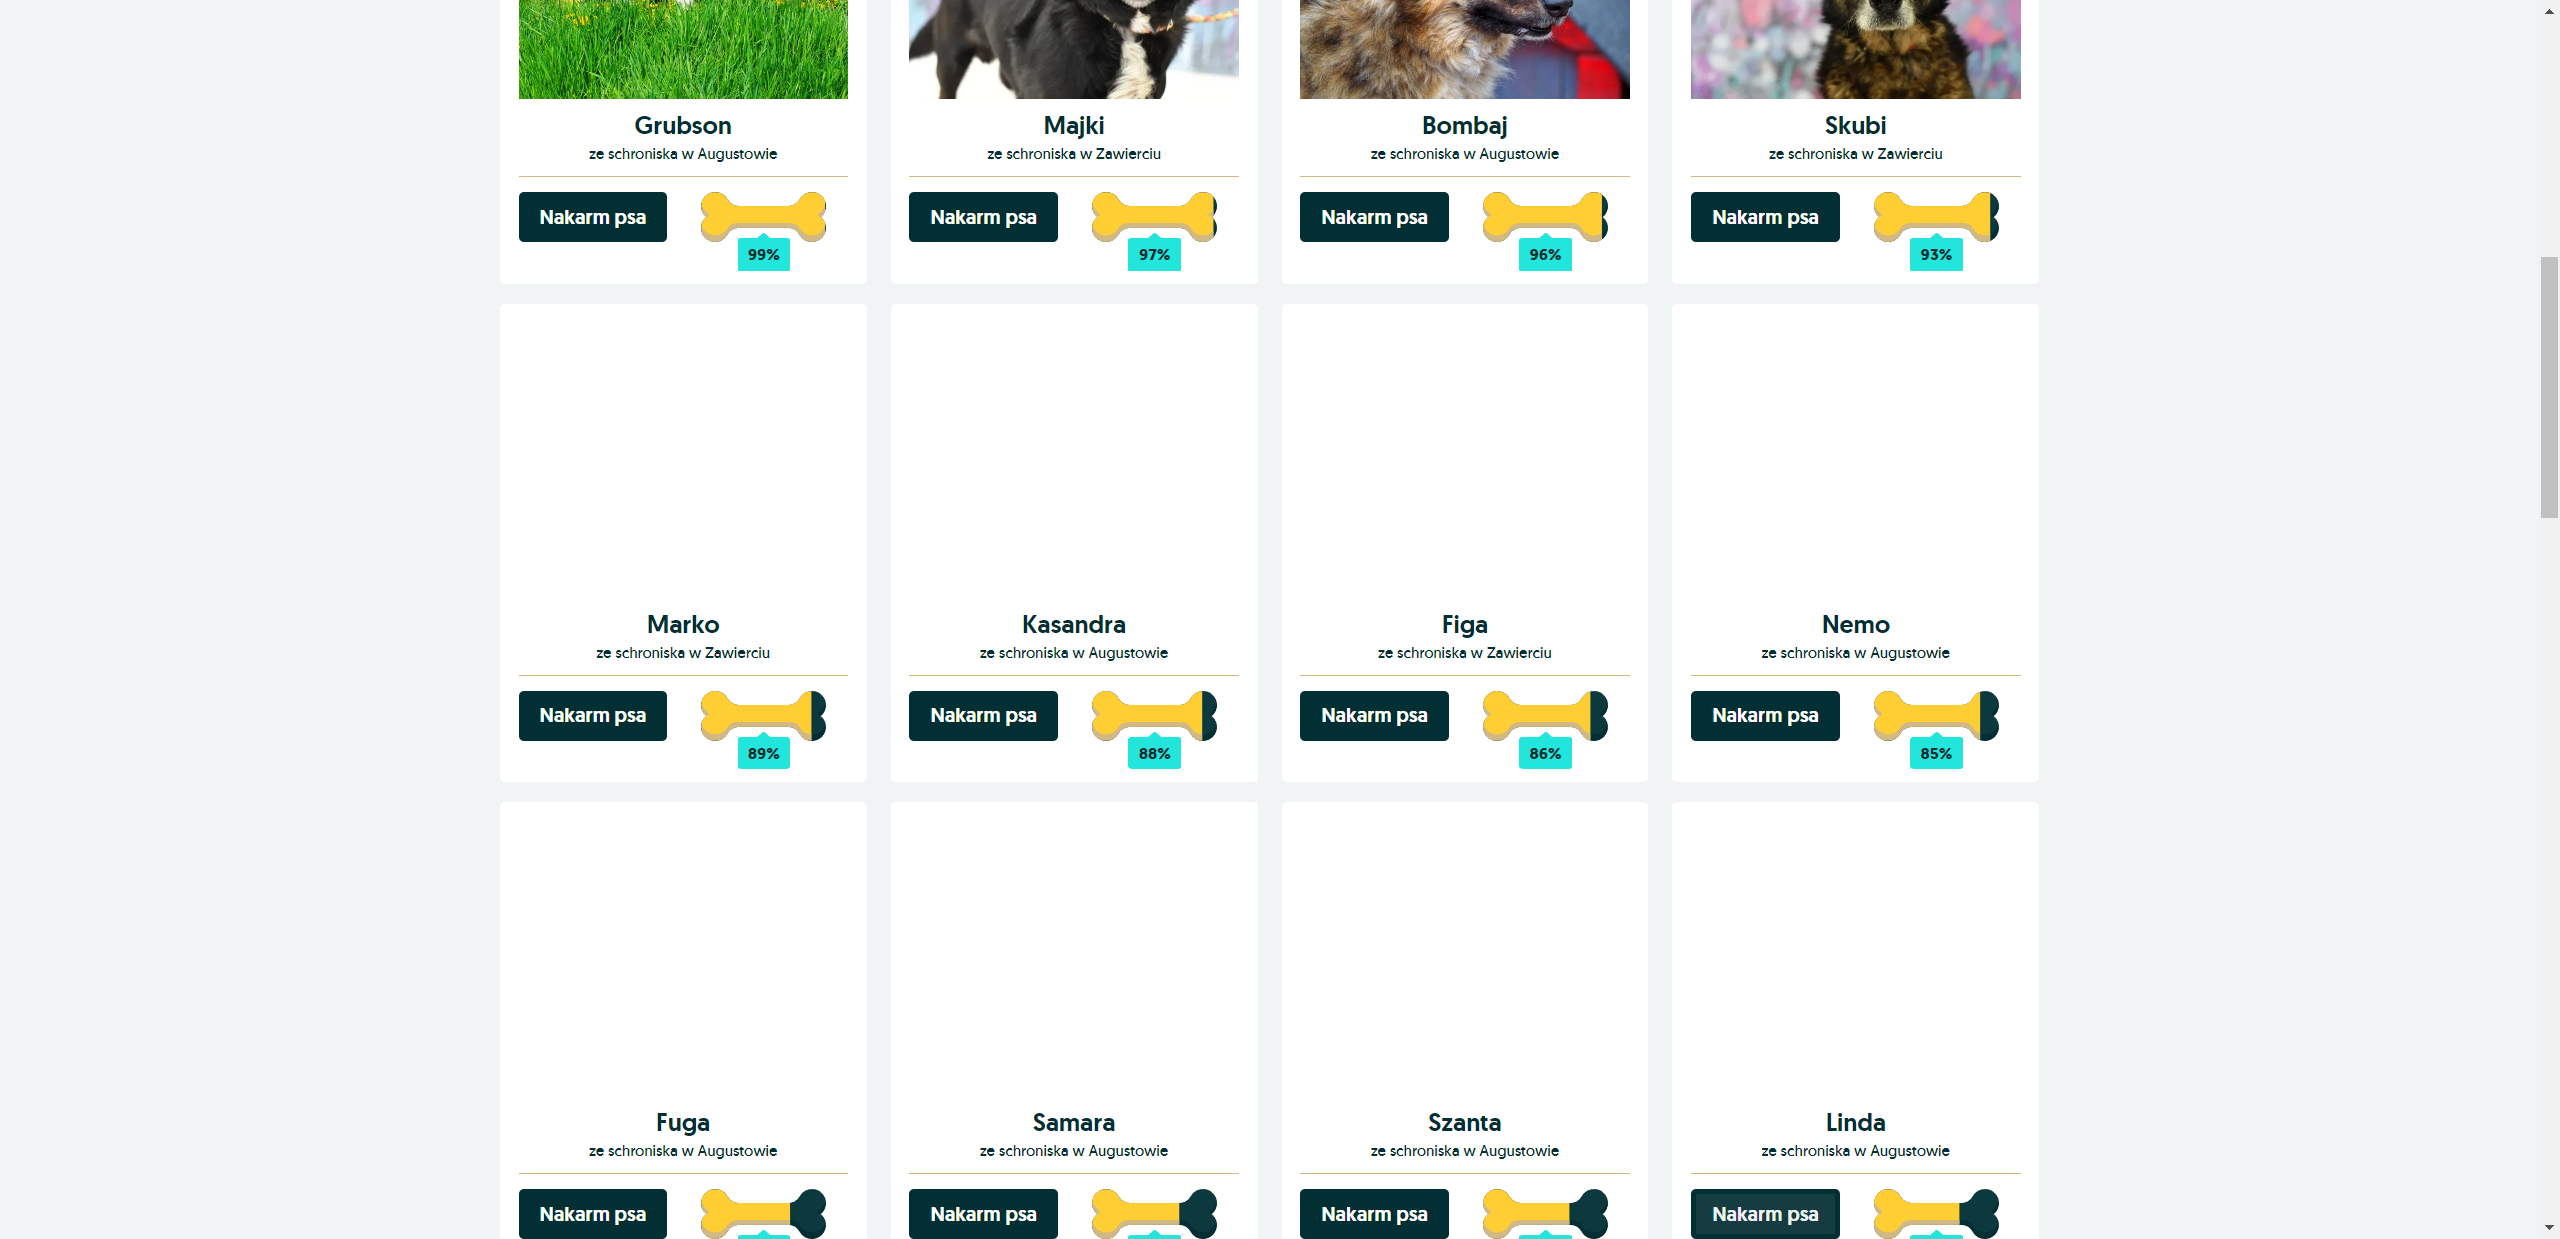 Grubson
ze schroniska w Augustowie
Nakarm psa
99%
Majki
ze schroniska w Zawierciu
Nakarm psa
97%
Bombaj
ze schroniska w Augustowie
Nakarm psa
96%
Skubi
ze schroniska w Zawierciu
Nakarm psa
93%
Marko
ze schroniska w Zawierciu
Nakarm psa
89%
Kasandra
ze schroniska w Augustowie
Nakarm psa
88%
Figa
ze schroniska w Zawierciu
Nakarm psa
86%
Nemo
ze schroniska w Augustowie
Nakarm psa
85%
Fuga
ze schroniska w Augustowie
Nakarm psa
Samara
ze schroniska w Augustowie
Nakarm psa
Szanta
ze schroniska w Augustowie
Nakarm psa
Linda
ze schroniska w Augustowie
Nakarm psa